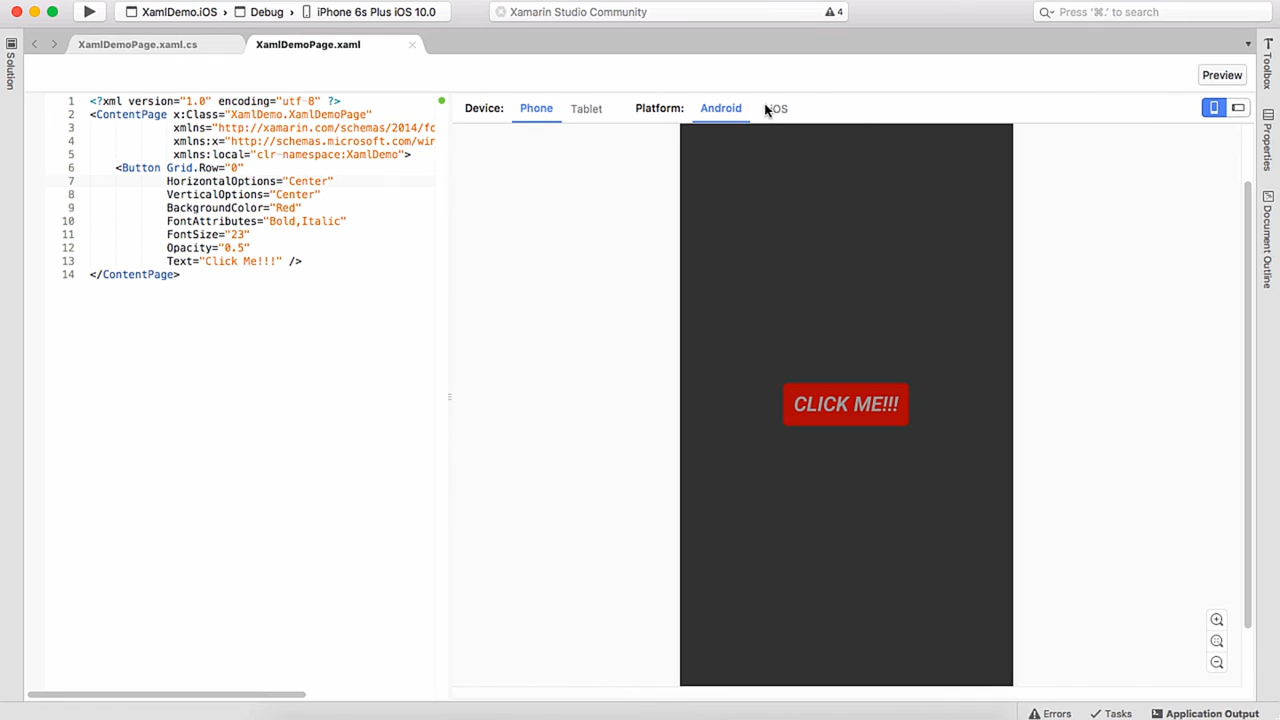 XamlDemo.iOS > Debug > iPhone 6s Plus iOS 10.0
Xamarin Studio Community
4
Press '⌘.' to search
Solution
XamlDemoPage.xaml.cs
XamlDemoPage.xaml
Toolbox
Properties
Document Outline
Preview
Device: Phone Tablet Platform: Android iOS
1 <?xml version="1.0" encoding="utf-8" ?>
2 <ContentPage x:Class="XamlDemo.XamlDemoPage"
3 xmlns="http://xamarin.com/schemas/2014/fo
4 xmlns:x="http://schemas.microsoft.com/win
5 xmlns:local="clr-namespace:XamlDemo">
6 <Button Grid.Row="0"
7 HorizontalOptions="Center"
8 VerticalOptions="Center"
9 BackgroundColor="Red"
10 FontAttributes="Bold,Italic"
11 FontSize="23"
12 Opacity="0.5"
13 Text="Click Me!!!" />
14 </ContentPage>
CLICK ME!!!
Errors Tasks Application Output